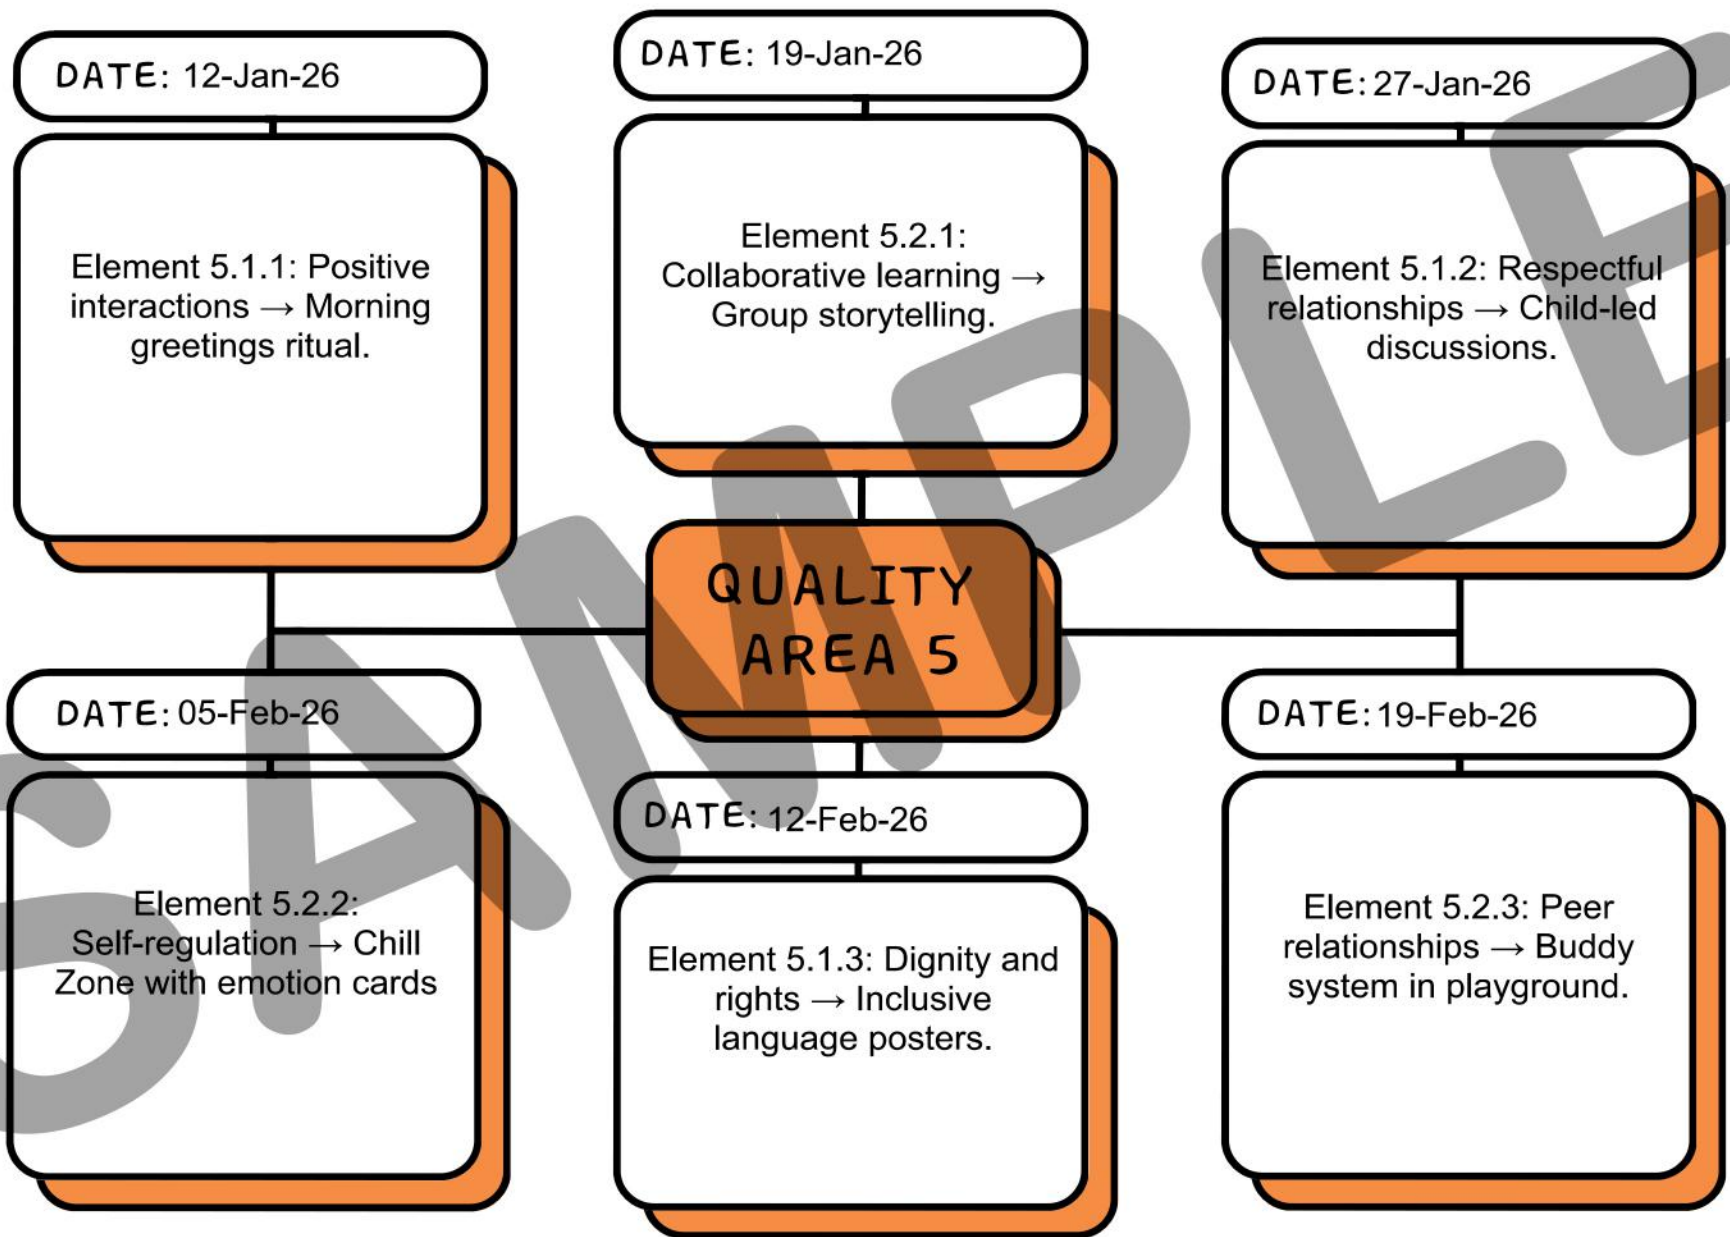 DATE: 12-Jan-26
Element 5.1.1: Positive
interactions → Morning
greetings ritual.
DATE: 19-Jan-26
Element 5.2.1:
Collaborative learning →
Group storytelling.
DATE: 27-Jan-26
Element 5.1.2: Respectful
relationships → Child-led
discussions.
QUALITY
AREA 5
DATE: 05-Feb-26
Element 5.2.2:
Self-regulation → Chill
Zone with emotion cards
DATE: 12-Feb-26
Element 5.1.3: Dignity and
rights → Inclusive
language posters.
DATE: 19-Feb-26
Element 5.2.3: Peer
relationships → Buddy
system in playground.
SAMPLE